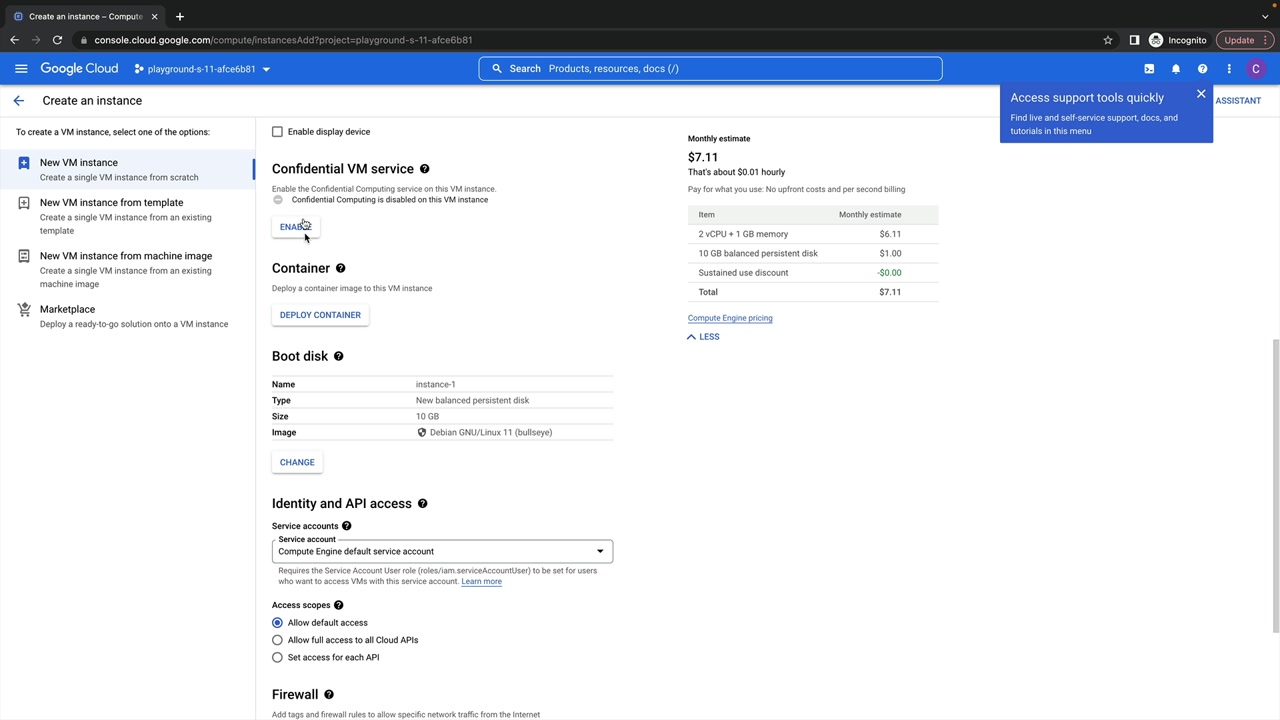 Create an instance – Compute
console.cloud.google.com/compute/instancesAdd?project=playground-s-11-afce6b81
Incognito
Update
Google Cloud
playground-s-11-afce6b81
Search Products, resources, docs (/)
C
Create an instance
ASSISTANT
Access support tools quickly
Find live and self-service support, docs, and
tutorials in this menu
To create a VM instance, select one of the options:
New VM instance
Create a single VM instance from scratch
New VM instance from template
Create a single VM instance from an existing
template
New VM instance from machine image
Create a single VM instance from an existing
machine image
Marketplace
Deploy a ready-to-go solution onto a VM instance
Enable display device
Confidential VM service
Enable the Confidential Computing service on this VM instance.
Confidential Computing is disabled on this VM instance
ENABLE
Container
Deploy a container image to this VM instance
DEPLOY CONTAINER
Boot disk
Name instance-1
Type New balanced persistent disk
Size 10 GB
Image Debian GNU/Linux 11 (bullseye)
CHANGE
Identity and API access
Service accounts
Service account
Compute Engine default service account
Requires the Service Account User role (roles/iam.serviceAccountUser) to be set for users
who want to access VMs with this service account. Learn more
Access scopes
Allow default access
Allow full access to all Cloud APIs
Set access for each API
Firewall
Add tags and firewall rules to allow specific network traffic from the Internet
Monthly estimate
$7.11
That's about $0.01 hourly
Pay for what you use: No upfront costs and per second billing
Item Monthly estimate
2 vCPU + 1 GB memory $6.11
10 GB balanced persistent disk $1.00
Sustained use discount -$0.00
Total $7.11
Compute Engine pricing
LESS